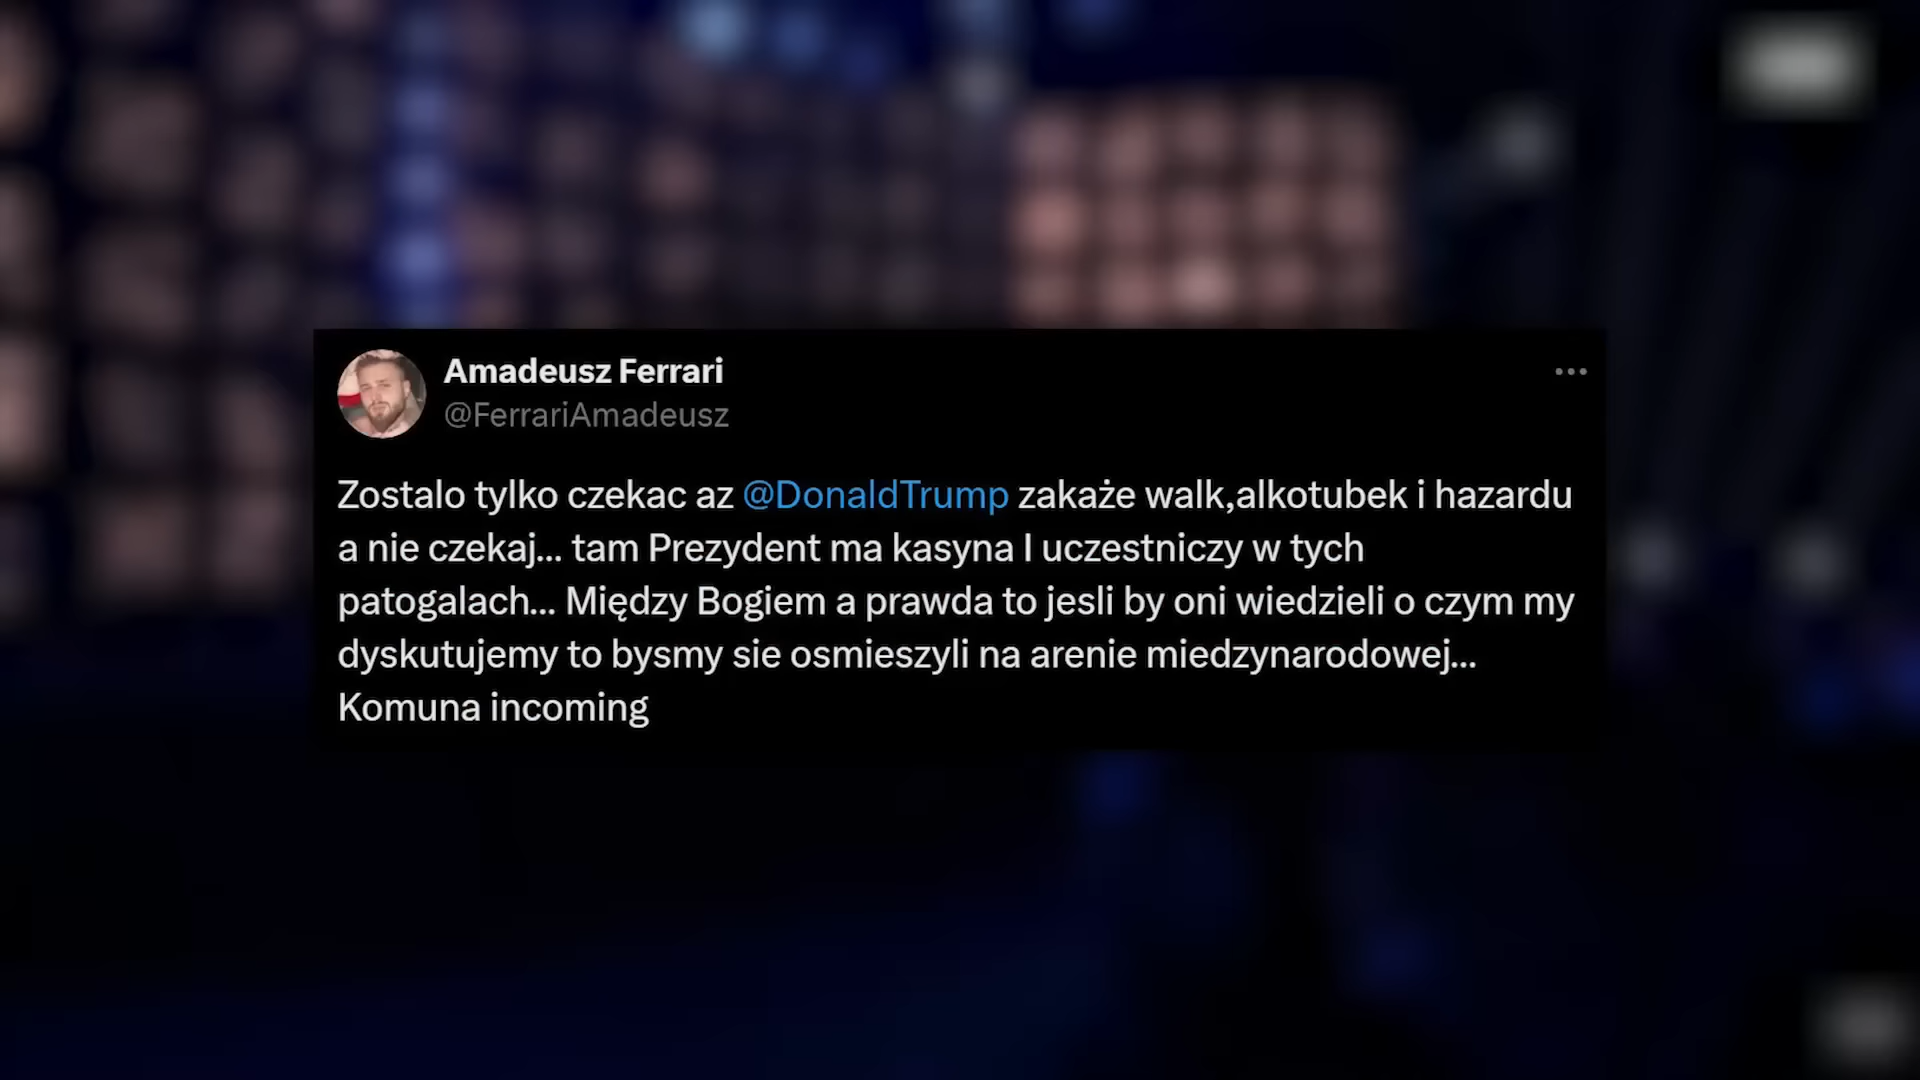 Amadeusz Ferrari
@FerrariAmadeusz
Zostalo tylko czekac az @DonaldTrump zakaże walk,alkotubek i hazardu
a nie czekaj... tam Prezydent ma kasyna I uczestniczy w tych
patogalach... Między Bogiem a prawda to jesli by oni wiedzieli o czym my
dyskutujemy to bysmy sie osmieszyli na arenie miedzynarodowej...
Komuna incoming